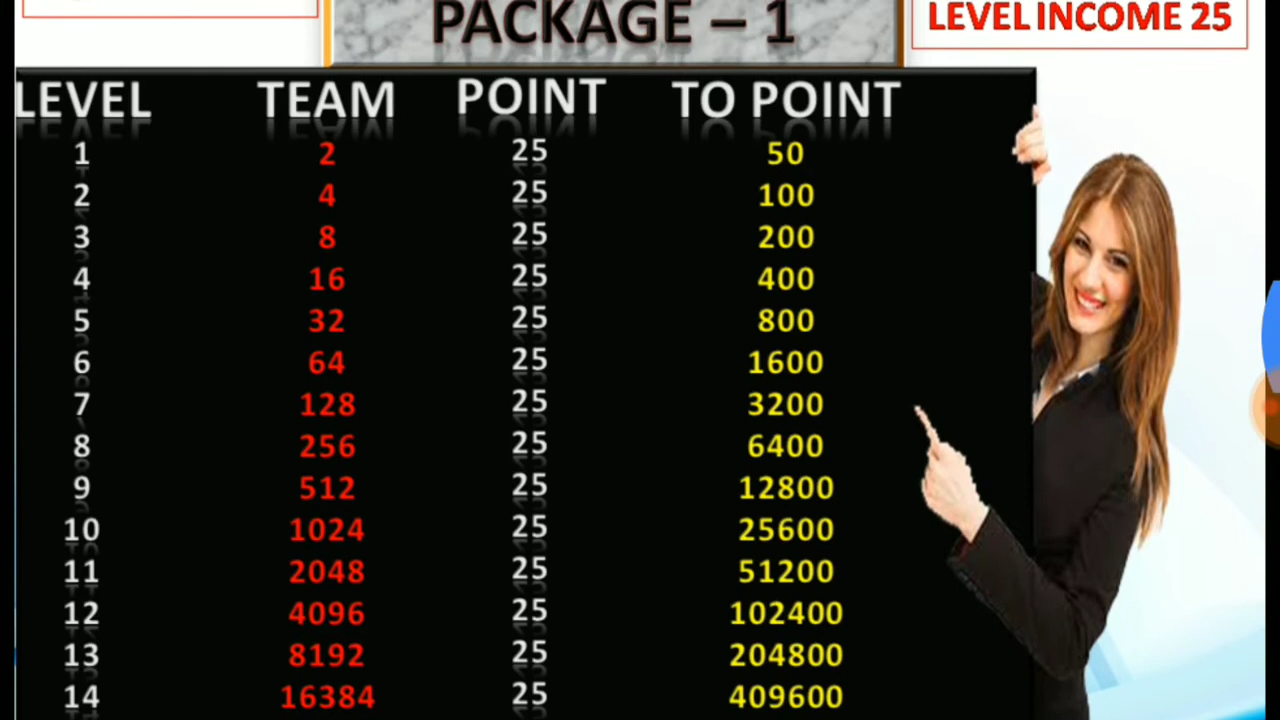 PACKAGE – 1
LEVEL INCOME 25
LEVEL TEAM POINT TO POINT
1 2 25 50
2 4 25 100
3 8 25 200
4 16 25 400
5 32 25 800
6 64 25 1600
7 128 25 3200
8 256 25 6400
9 512 25 12800
10 1024 25 25600
11 2048 25 51200
12 4096 25 102400
13 8192 25 204800
14 16384 25 409600